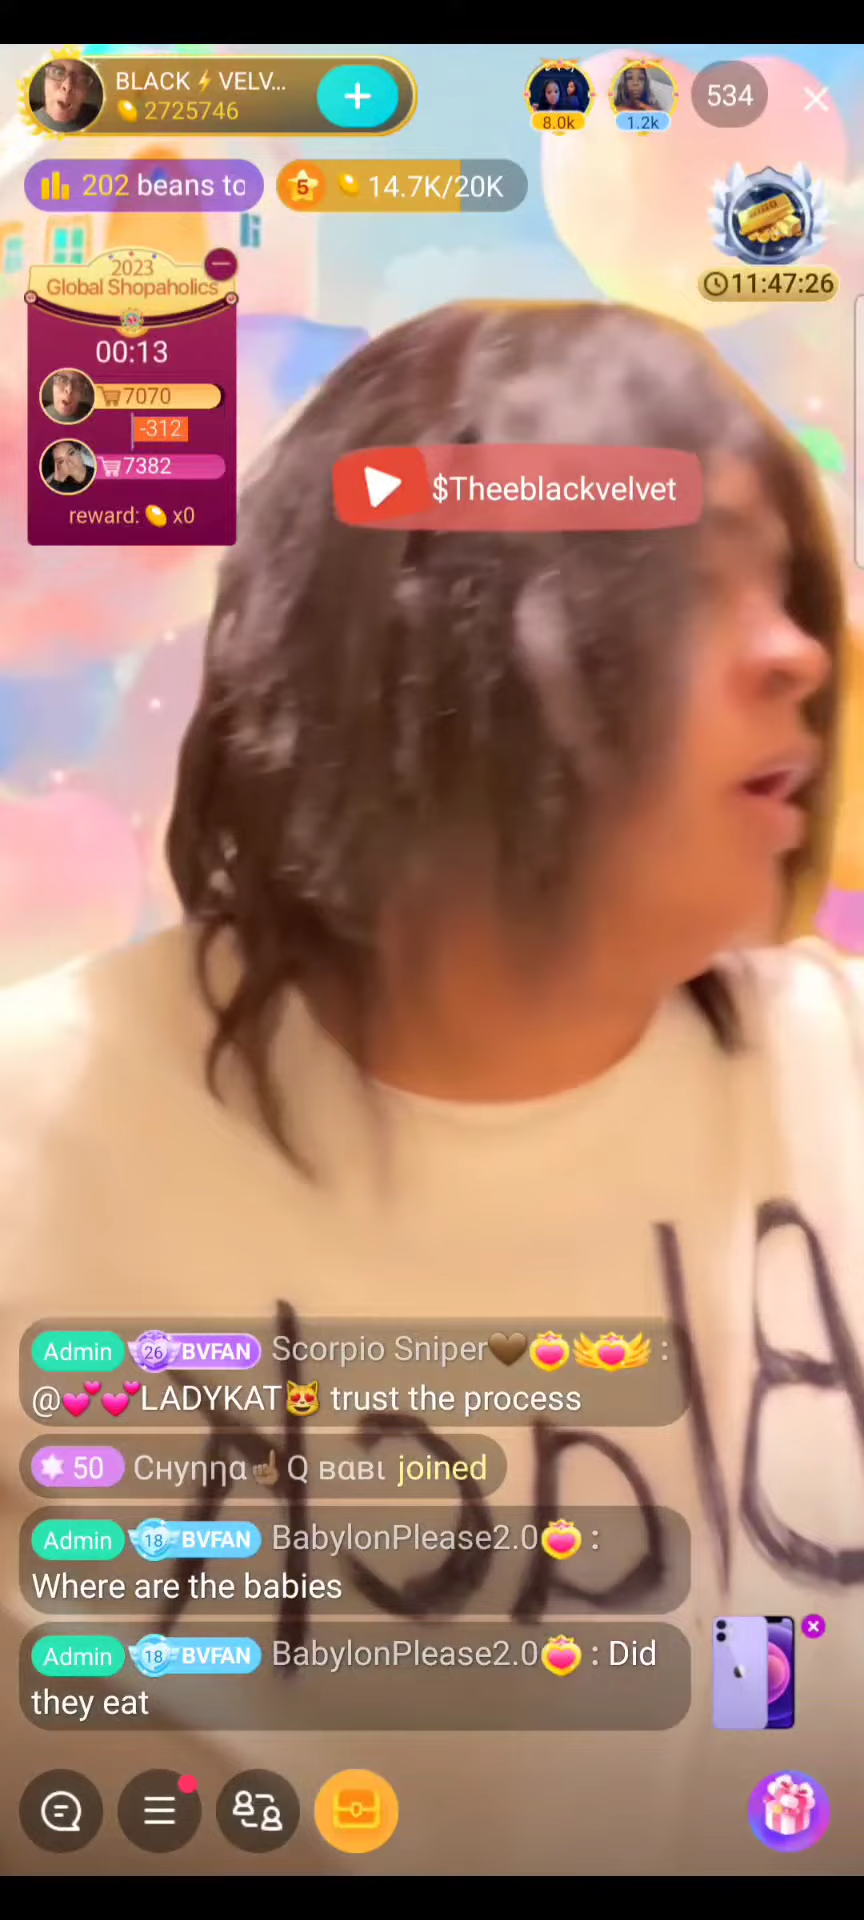 BLACK⚡VELV...
2725746
8.0k
1.2k
534
202 beans to
5
14.7K/20K
11:47:26
2023
Global Shopaholics
00:13
7070
-312
7382
reward: x0
$Theeblackvelvet
Black
Admin 26 BVFAN Scorpio Sniper🖤 :
@💕💕LADYKAT😻 trust the process
50 Cнуηηα☝🏾Q вαвι joined
Admin 18 BVFAN BabylonPlease2.0 :
Where are the babies
Admin 18 BVFAN BabylonPlease2.0 : Did
they eat